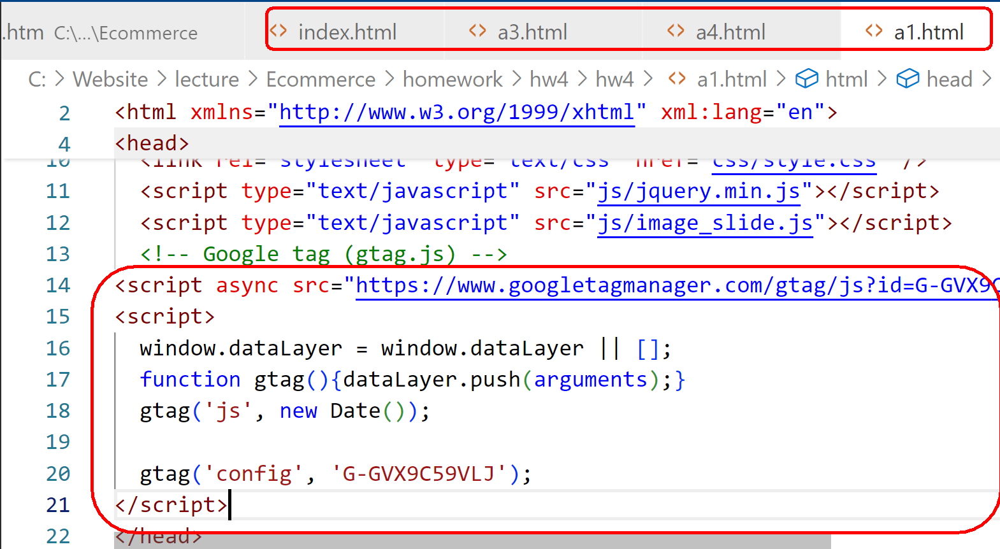 .htm C:\...\Ecommerce <> index.html <> a3.html <> a4.html <> a1.html
C: > Website > lecture > Ecommerce > homework > hw4 > hw4 > <> a1.html > html > head >
2 <html xmlns="http://www.w3.org/1999/xhtml" xml:lang="en">
4 <head>
10 <link rel="stylesheet" type="text/css" href="css/style.css" />
11 <script type="text/javascript" src="js/jquery.min.js"></script>
12 <script type="text/javascript" src="js/image_slide.js"></script>
13 <!-- Google tag (gtag.js) -->
14 <script async src="https://www.googletagmanager.com/gtag/js?id=G-GVX9C
15 <script>
16 window.dataLayer = window.dataLayer || [];
17 function gtag(){dataLayer.push(arguments);}
18 gtag('js', new Date());
19
20 gtag('config', 'G-GVX9C59VLJ');
21 </script>
22 </head>